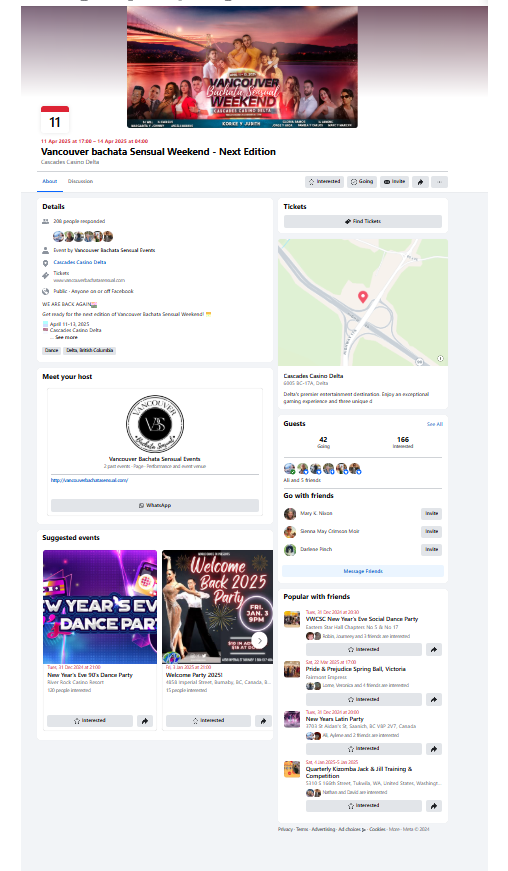 VANCOUVER
Bachata Sensual
WEEKEND
CASCADES CASINO DELTA
KORKE Y JUDITH
11
11 Apr 2025 at 17:00 – 14 Apr 2025 at 04:00
Vancouver bachata Sensual Weekend - Next Edition
Cascades Casino Delta
About
Discussion
Interested
Going
Invite
Details
208 people responded
Event by Vancouver Bachata Sensual Events
Cascades Casino Delta
Tickets
www.vancouverbachatasensual.com
Public · Anyone on or off Facebook
WE ARE BACK AGAIN
Get ready for the next edition of Vancouver Bachata Sensual Weekend!
April 11-13, 2025
Cascades Casino Delta
... See more
Dance
Delta, British Columbia
Meet your host
VANCOUVER
VBS
Bachata Sensual
Vancouver Bachata Sensual Events
2 past events · Page · Performance and event venue
http://vancouverbachatasensual.com/
WhatsApp
Suggested events
W YEAR'S EV
DANCE PAR
Tues, 31 Dec 2024 at 21:00
New Year's Eve 90's Dance Party
River Rock Casino Resort
120 people interested
Interested
Welcome
Back 2025
Party
FRI.
JAN. 3
9PM
Fri, 3 Jan 2025 at 21:00
Welcome Party 2025!
4858 Imperial Street, Burnaby, BC, Canada, B...
15 people interested
Interested
Tickets
Find Tickets
Cascades Casino Delta
6005 BC-17A, Delta
Delta's premier entertainment destination. Enjoy an exceptional
gaming experience and three unique d
Guests
See All
42
Going
166
Interested
Ali and 5 friends
Go with friends
Mary K. Nixon
Invite
Sienna May Crimson Moir
Invite
Darlene Pinch
Invite
Message Friends
Popular with friends
Tues, 31 Dec 2024 at 20:30
VWCSC New Year's Eve Social Dance Party
Eastern Star Hall Chapters No 5 & No 17
Robin, Journey and 3 friends are interested
Interested
Sat, 22 Mar 2025 at 17:00
Pride & Prejudice Spring Ball, Victoria
Fairmont Empress
Lorne, Veronica and 4 friends are interested
Interested
Tues, 31 Dec 2024 at 20:00
New Years Latin Party
3703 St Aidan's St, Saanich, BC V8P 2V7, Canada
Ali, Aylene and 2 friends are interested
Interested
Sat, 4 Jan 2025-5 Jan 2025
Quarterly Kizomba Jack & Jill Training &
Competition
5310 S 166th Street, Tukwila, WA, United States, Washingt...
Nathan and David are interested
Interested
Privacy · Terms · Advertising · Ad choices · Cookies · More · Meta © 2024